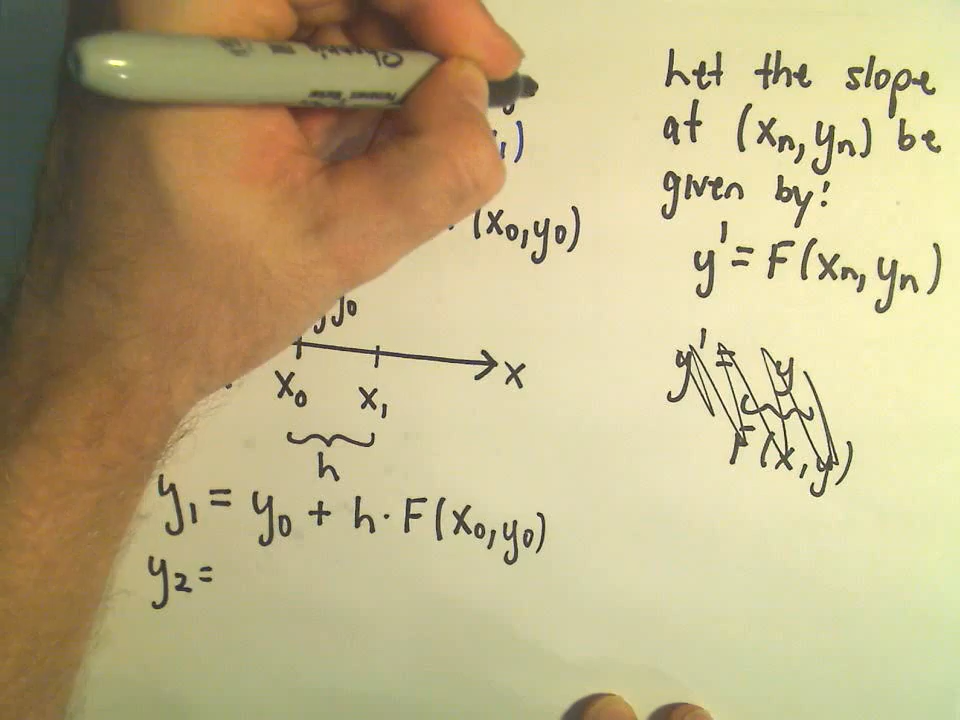 Let the slope
at (xn, yn) be
given by:
y' = F(xn, yn)
(x0, y0)
y0
x
x0 x1
h
y1 = y0 + h · F(x0, y0)
y2 =
y' = y
F(x, y)